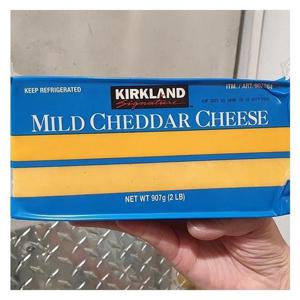 KEEP REFRIGERATED
KIRKLAND
Signature
MILD CHEDDAR CHEESE
NET WT 907g (2 LB)